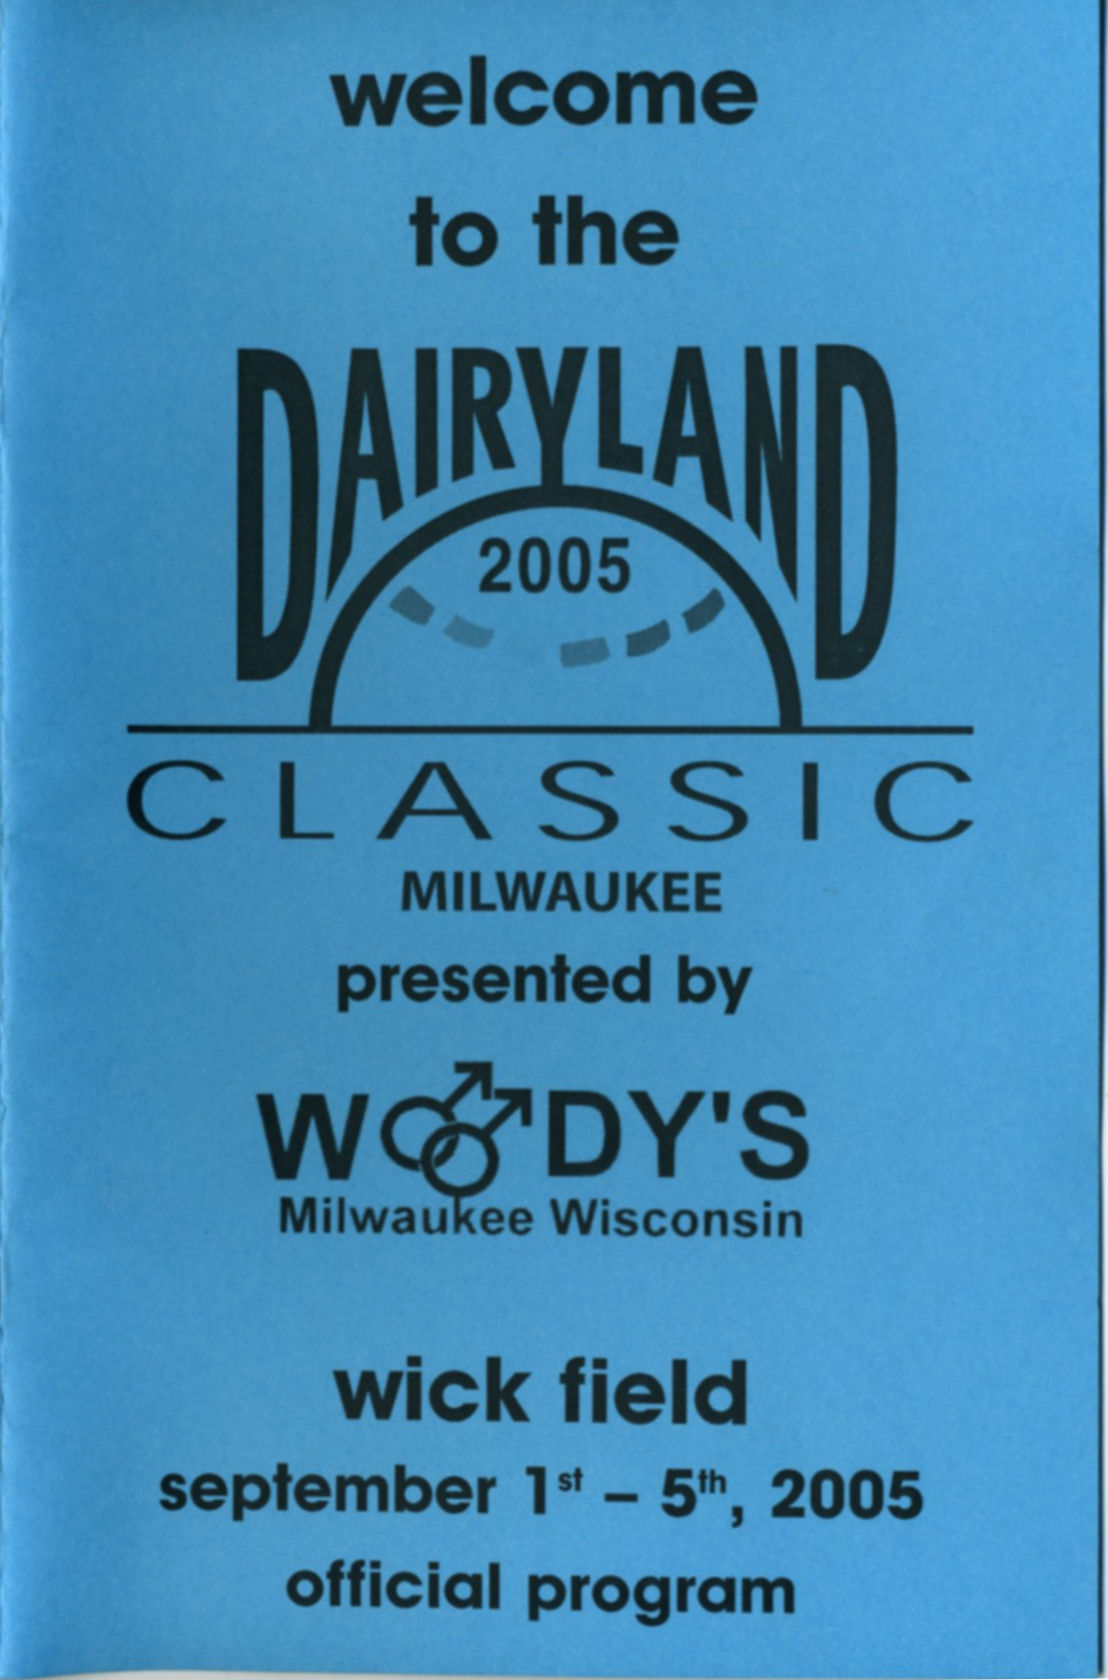 welcome
to the
DAIRYLAND
2005
CLASSIC
MILWAUKEE
presented by
WOODY'S
Milwaukee Wisconsin
wick field
september 1st – 5th, 2005
official program